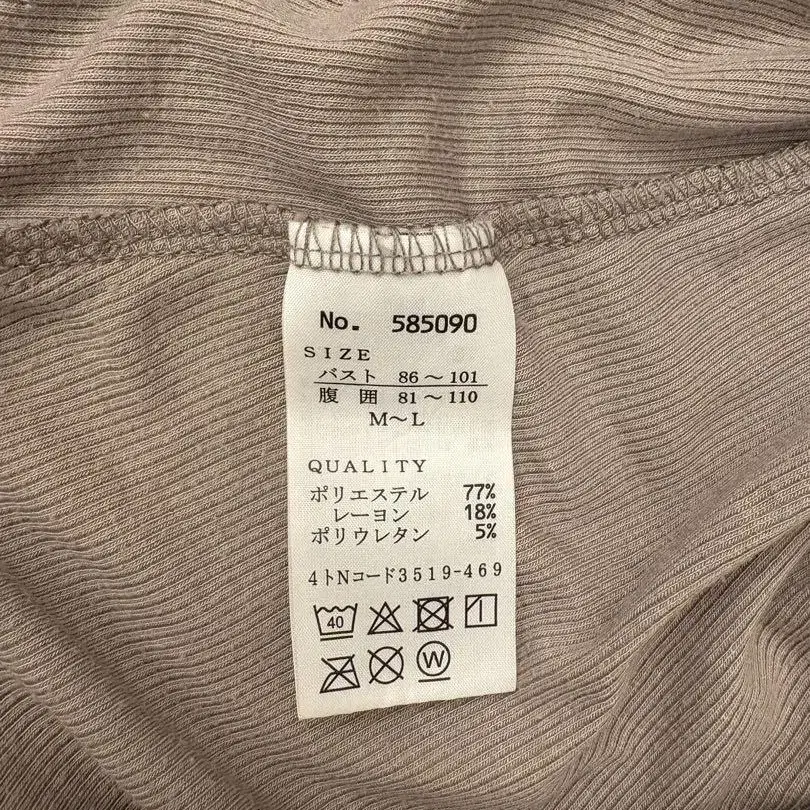 No. 585090
SIZE
バスト 86～101
腹囲 81～110
M～L
QUALITY
ポリエステル 77%
レーヨン 18%
ポリウレタン 5%
4トNコード3519-469
40
W